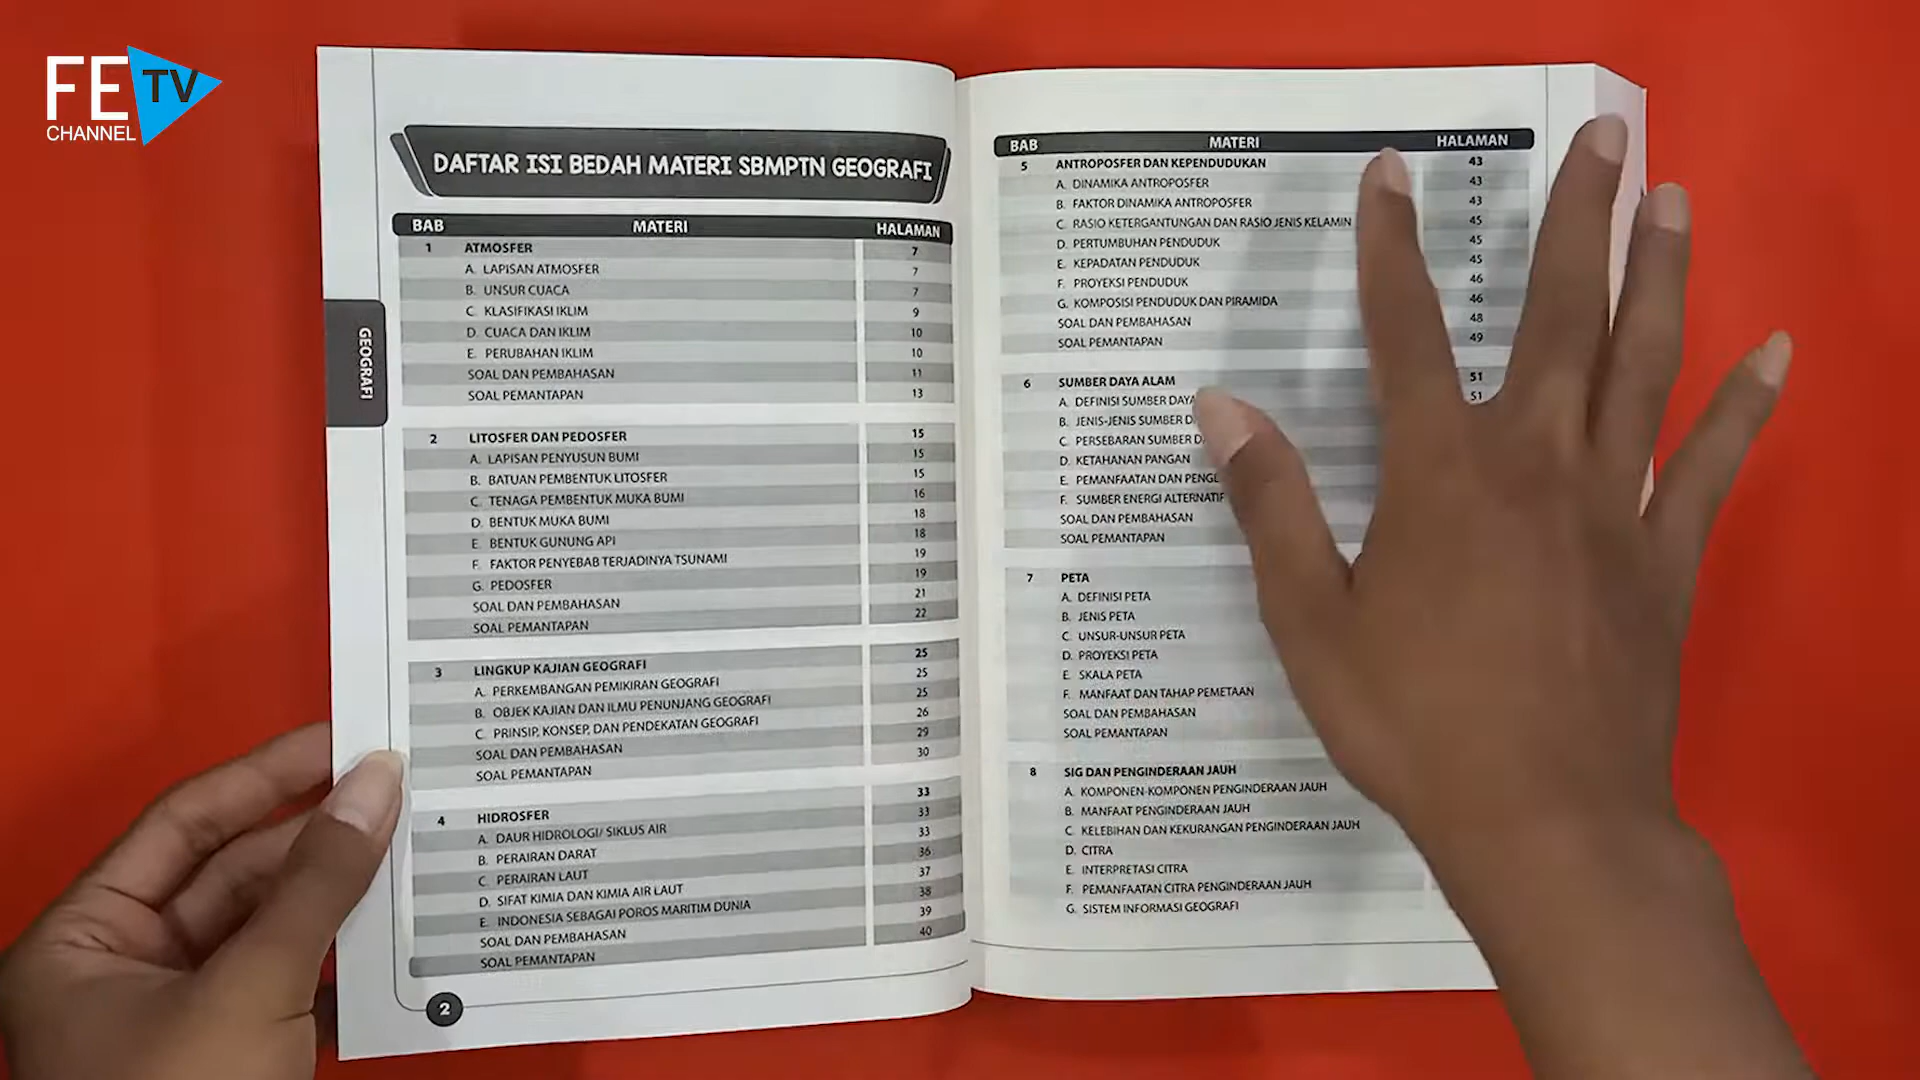 FE TV
CHANNEL
GEOGRAFI
DAFTAR ISI BEDAH MATERI SBMPTN GEOGRAFI
BAB MATERI HALAMAN
1 ATMOSFER 7
A. LAPISAN ATMOSFER 7
B. UNSUR CUACA 7
C. KLASIFIKASI IKLIM 9
D. CUACA DAN IKLIM 10
E. PERUBAHAN IKLIM 10
SOAL DAN PEMBAHASAN 11
SOAL PEMANTAPAN 13
2 LITOSFER DAN PEDOSFER 15
A. LAPISAN PENYUSUN BUMI 15
B. BATUAN PEMBENTUK LITOSFER 15
C. TENAGA PEMBENTUK MUKA BUMI 16
D. BENTUK MUKA BUMI 18
E. BENTUK GUNUNG API 18
F. FAKTOR PENYEBAB TERJADINYA TSUNAMI 19
G. PEDOSFER 19
SOAL DAN PEMBAHASAN 21
SOAL PEMANTAPAN 22
3 LINGKUP KAJIAN GEOGRAFI 25
A. PERKEMBANGAN PEMIKIRAN GEOGRAFI 25
B. OBJEK KAJIAN DAN ILMU PENUNJANG GEOGRAFI 25
C. PRINSIP, KONSEP, DAN PENDEKATAN GEOGRAFI 26
SOAL DAN PEMBAHASAN 29
SOAL PEMANTAPAN 30
4 HIDROSFER 33
A. DAUR HIDROLOGI/ SIKLUS AIR 33
B. PERAIRAN DARAT 33
C. PERAIRAN LAUT 36
D. SIFAT KIMIA DAN KIMIA AIR LAUT 37
E. INDONESIA SEBAGAI POROS MARITIM DUNIA 38
SOAL DAN PEMBAHASAN 39
SOAL PEMANTAPAN 40
2
BAB MATERI HALAMAN
5 ANTROPOSFER DAN KEPENDUDUKAN 43
A. DINAMIKA ANTROPOSFER 43
B. FAKTOR DINAMIKA ANTROPOSFER 43
C. RASIO KETERGANTUNGAN DAN RASIO JENIS KELAMIN 45
D. PERTUMBUHAN PENDUDUK 45
E. KEPADATAN PENDUDUK 45
F. PROYEKSI PENDUDUK 46
G. KOMPOSISI PENDUDUK DAN PIRAMIDA 46
SOAL DAN PEMBAHASAN 48
SOAL PEMANTAPAN 49
6 SUMBER DAYA ALAM 51
A. DEFINISI SUMBER DAYA 51
B. JENIS-JENIS SUMBER
C. PERSEBARAN SUMBER
D. KETAHANAN PANGAN
E. PEMANFAATAN DAN
F. SUMBER ENERGI ALTERNATIF
SOAL DAN PEMBAHASAN
SOAL PEMANTAPAN
7 PETA
A. DEFINISI PETA
B. JENIS PETA
C. UNSUR-UNSUR PETA
D. PROYEKSI PETA
E. SKALA PETA
F. MANFAAT DAN TAHAP PEMETAAN
SOAL DAN PEMBAHASAN
SOAL PEMANTAPAN
8 SIG DAN PENGINDERAAN JAUH
A. KOMPONEN-KOMPONEN PENGINDERAAN JAUH
B. MANFAAT PENGINDERAAN JAUH
C. KELEBIHAN DAN KEKURANGAN PENGINDERAAN JAUH
D. CITRA
E. INTERPRETASI CITRA
F. PEMANFAATAN CITRA PENGINDERAAN JAUH
G. SISTEM INFORMASI GEOGRAFI